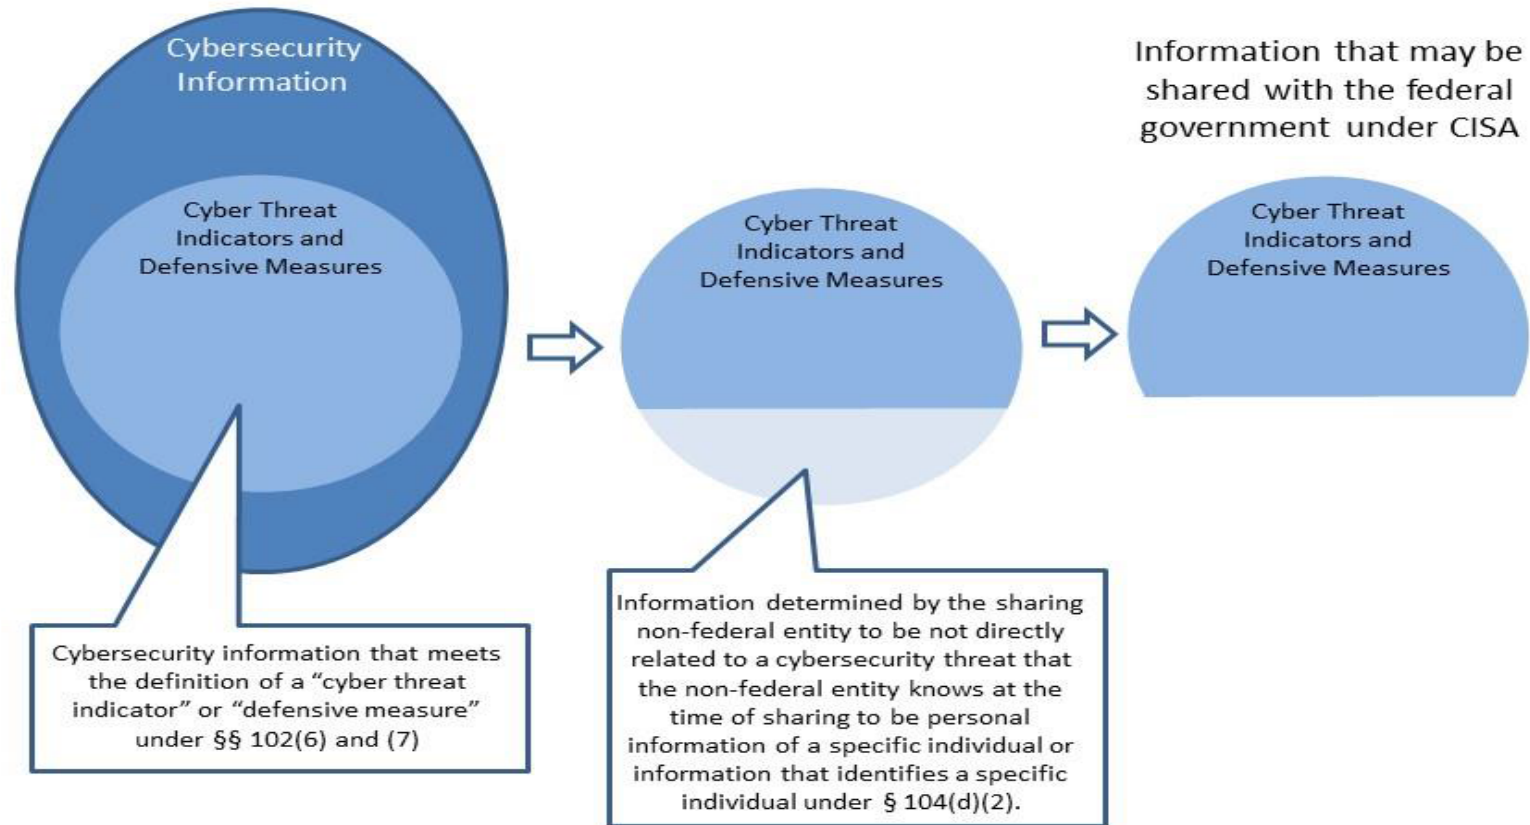 Cybersecurity
Information
Cyber Threat
Indicators and
Defensive Measures
Cybersecurity information that meets
the definition of a “cyber threat
indicator” or “defensive measure”
under §§ 102(6) and (7)
Cyber Threat
Indicators and
Defensive Measures
Information determined by the sharing
non-federal entity to be not directly
related to a cybersecurity threat that
the non-federal entity knows at the
time of sharing to be personal
information of a specific individual or
information that identifies a specific
individual under § 104(d)(2).
Information that may be
shared with the federal
government under CISA
Cyber Threat
Indicators and
Defensive Measures